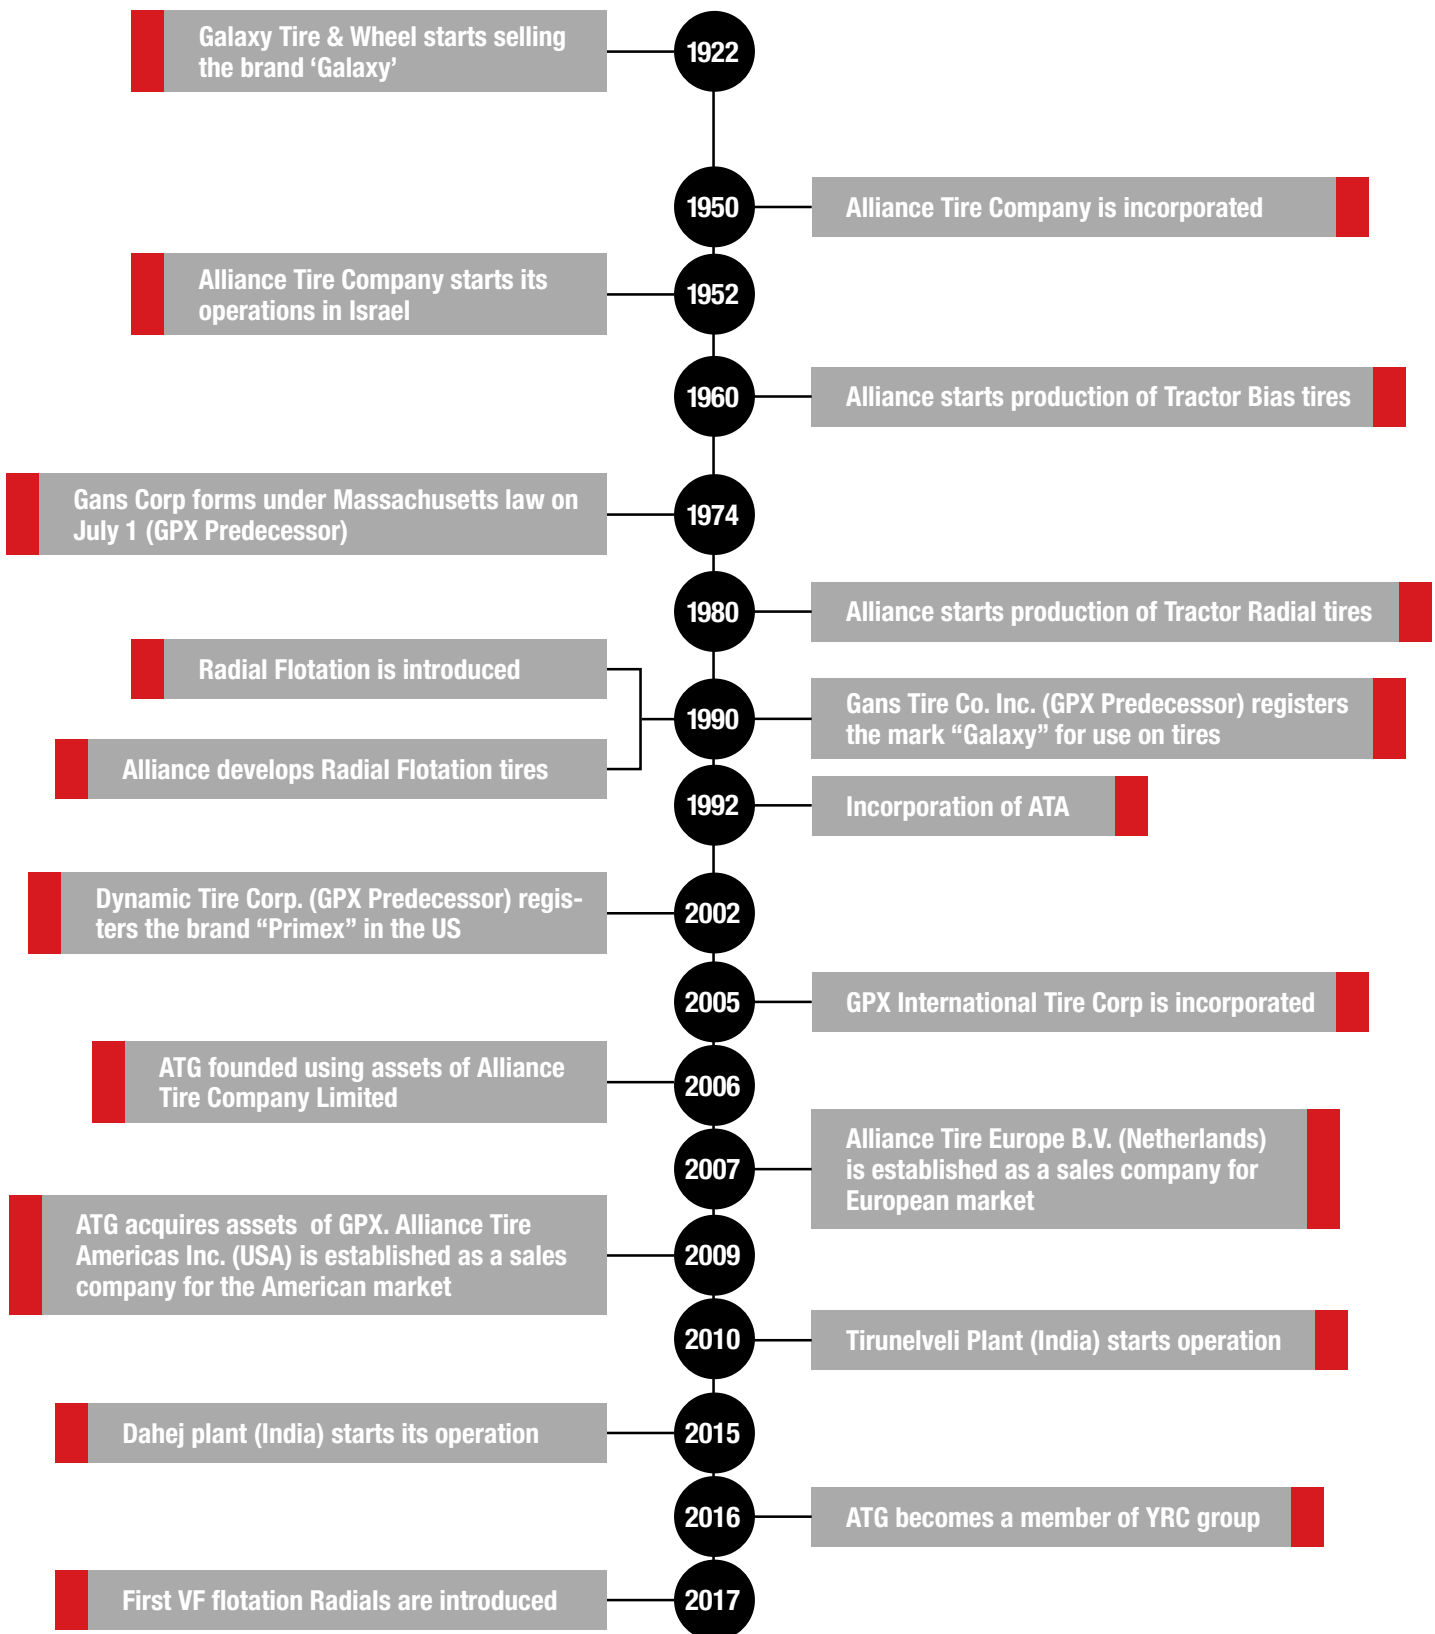 Galaxy Tire & Wheel starts selling
the brand ‘Galaxy’
1922
1950
Alliance Tire Company is incorporated
Alliance Tire Company starts its
operations in Israel
1952
1960
Alliance starts production of Tractor Bias tires
Gans Corp forms under Massachusetts law on
July 1 (GPX Predecessor)
1974
1980
Alliance starts production of Tractor Radial tires
Radial Flotation is introduced
Alliance develops Radial Flotation tires
1990
Gans Tire Co. Inc. (GPX Predecessor) registers
the mark “Galaxy” for use on tires
1992
Incorporation of ATA
Dynamic Tire Corp. (GPX Predecessor) regis-
ters the brand “Primex” in the US
2002
2005
GPX International Tire Corp is incorporated
ATG founded using assets of Alliance
Tire Company Limited
2006
2007
Alliance Tire Europe B.V. (Netherlands)
is established as a sales company for
European market
ATG acquires assets  of GPX. Alliance Tire
Americas Inc. (USA) is established as a sales
company for the American market
2009
2010
Tirunelveli Plant (India) starts operation
Dahej plant (India) starts its operation
2015
2016
ATG becomes a member of YRC group
First VF flotation Radials are introduced
2017